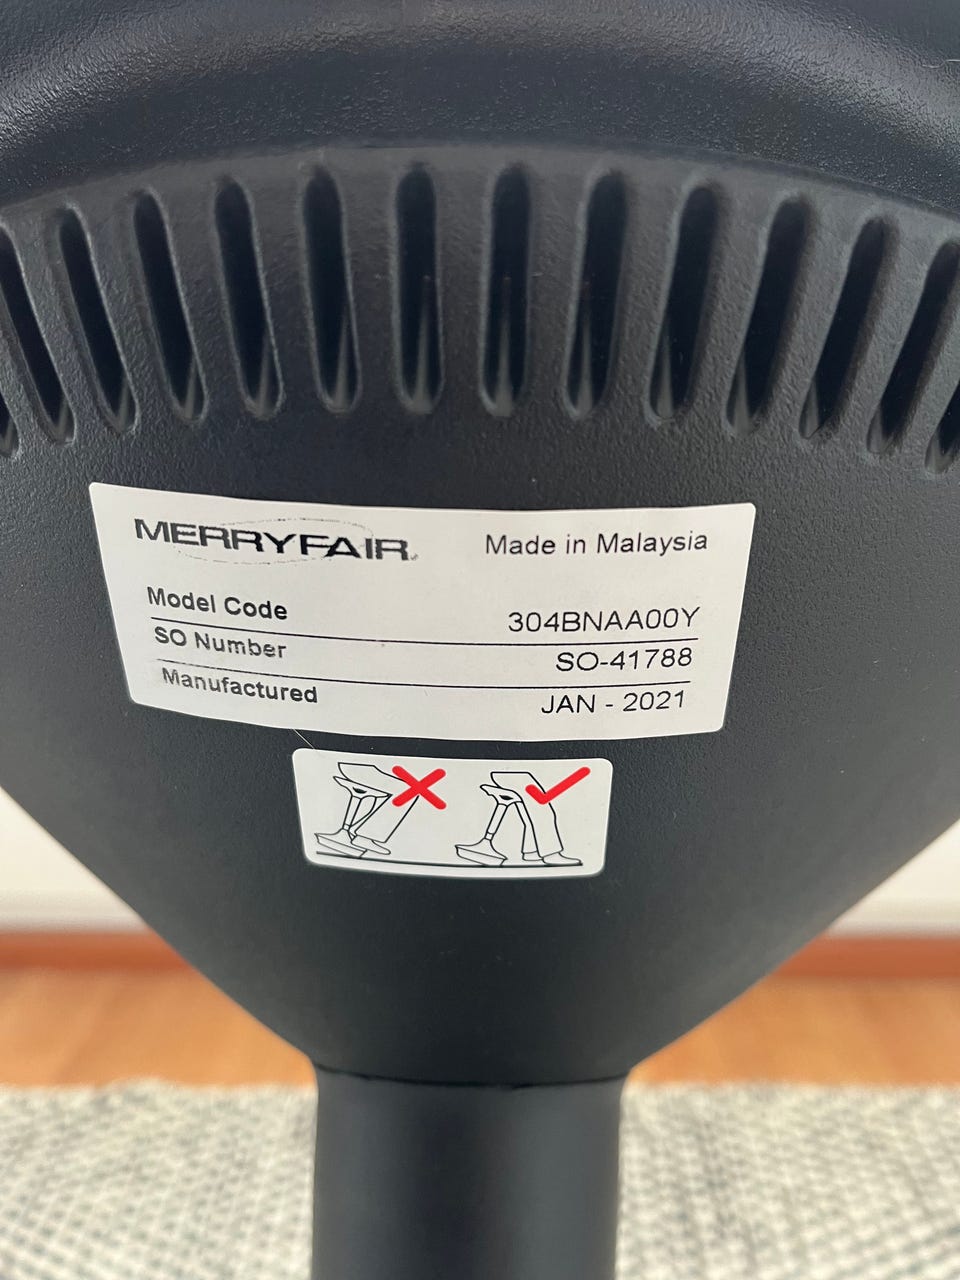 MERRYFAIR Made in Malaysia
Model Code 304BNAA00Y
SO Number SO-41788
Manufactured JAN - 2021